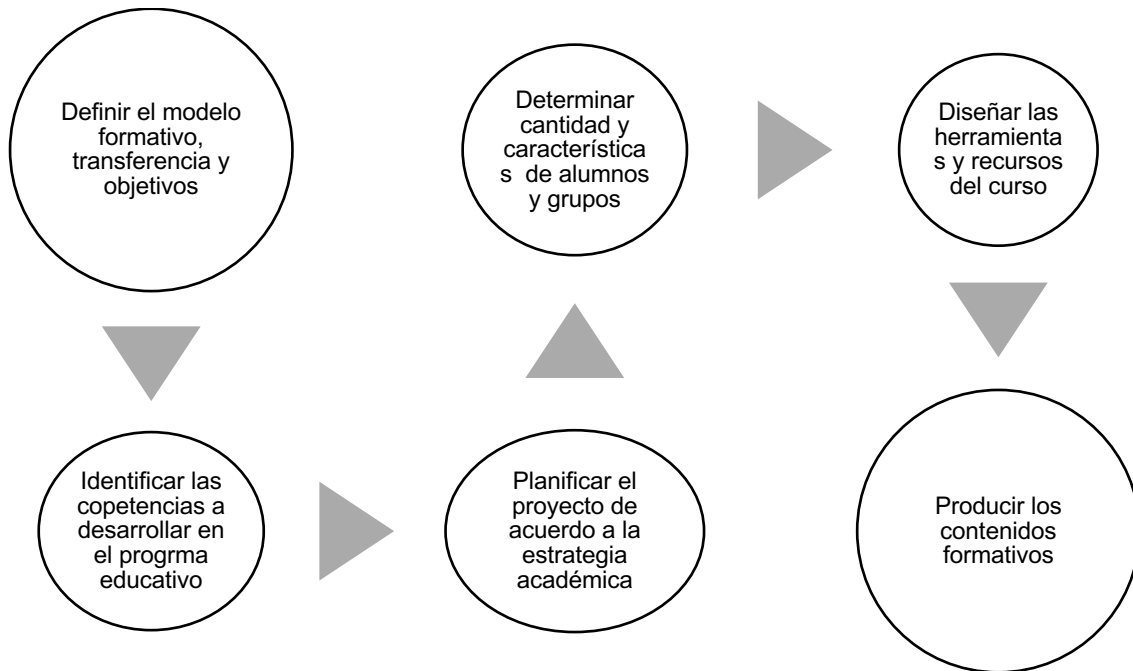 Definir el modelo
formativo,
transferencia y
objetivos
Identificar las
copetencias a
desarrollar en
el progrma
educativo
Planificar el
proyecto de
acuerdo a la
estrategia
académica
Determinar
cantidad y
característica
s  de alumnos
y grupos
Diseñar las
herramienta
s y recursos
del curso
Producir los
contenidos
formativos